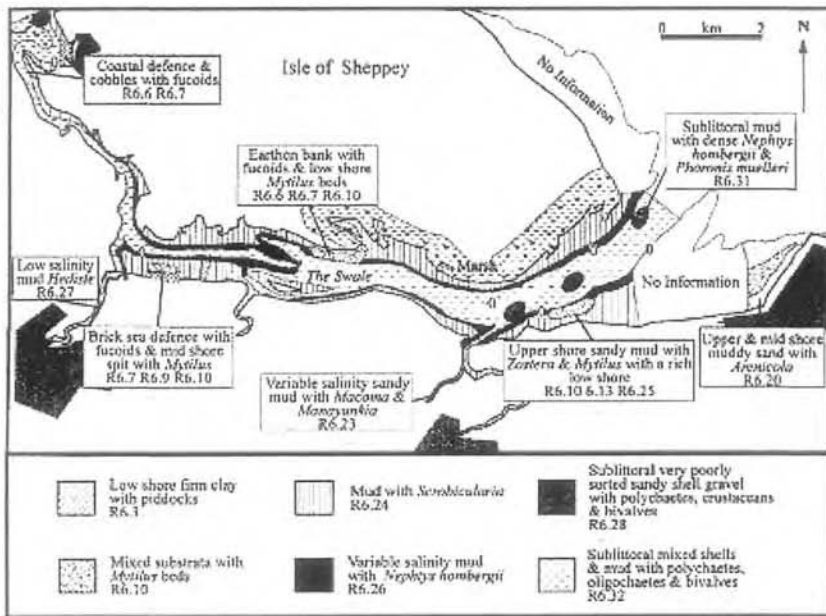 Isle of Sheppey
0 km 2
N
No Information
Coastal defence &
cobbles with fucoids
R6.6 R6.7
Earthen bank with
fucoids & low shore
Mytilus beds
R6.6 R6.7 R6.10
Sublittoral mud
with dense Nephtys
hombergii &
Phoronis muelleri
R6.31
Low salinity
mud Hediste
R6.27
The Swale
Marsh
0
0
No Information
Brick sea defence with
fucoids & mid shore
spit with Mytilus
R6.7 R6.9 R6.10
Variable salinity sandy
mud with Macoma &
Manayunkia
R6.23
Upper shore sandy mud with
Zostera & Mytilus with a rich
low shore
R6.10 6.13 R6.25
Upper & mid shore
muddy sand with
Arenicola
R6.20
Low shore firm clay
with piddocks
R6.3
Mud with Scrobicularia
R6.24
Sublittoral very poorly
sorted sandy shell gravel
with polychaetes, crustaceans
& bivalves
R6.28
Mixed substrata with
Mytilus beds
R6.10
Variable salinity mud
with Nephtys hombergii
R6.26
Sublittoral mixed shells
& mud with polychaetes,
oligochaetes & bivalves
R6.32